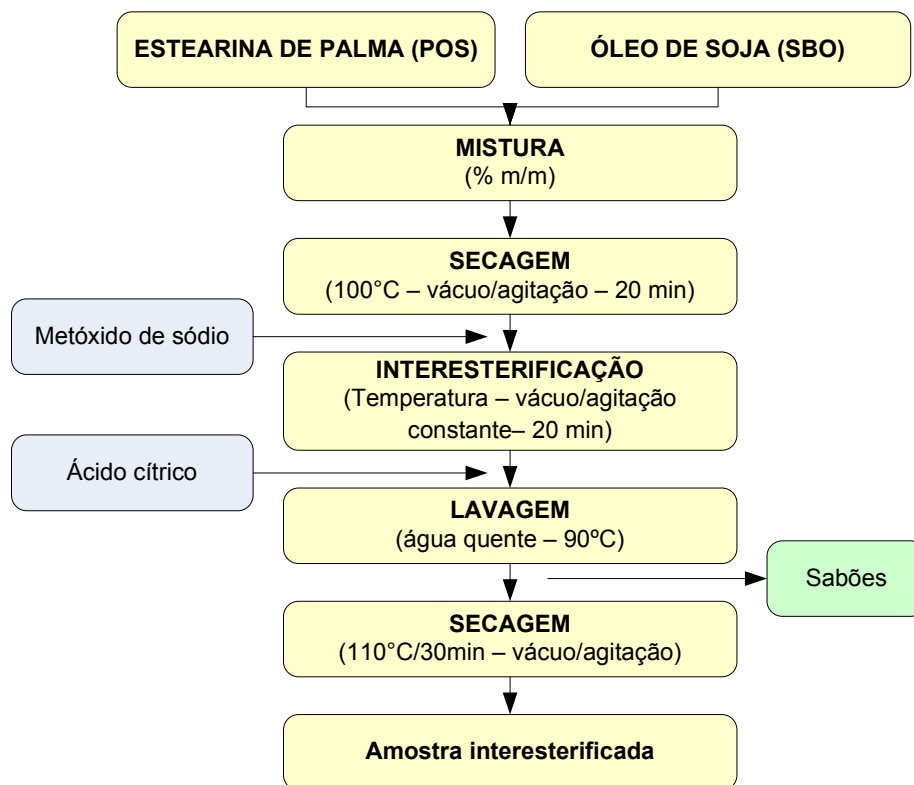 ESTEARINA DE PALMA (POS)
ÓLEO DE SOJA (SBO)
MISTURA
(% m/m)
SECAGEM
(100°C – vácuo/agitação – 20 min)
Metóxido de sódio
INTERESTERIFICAÇÃO
(Temperatura – vácuo/agitação
constante– 20 min)
Ácido cítrico
LAVAGEM
(água quente – 90ºC)
Sabões
SECAGEM
(110°C/30min – vácuo/agitação)
Amostra interesterificada